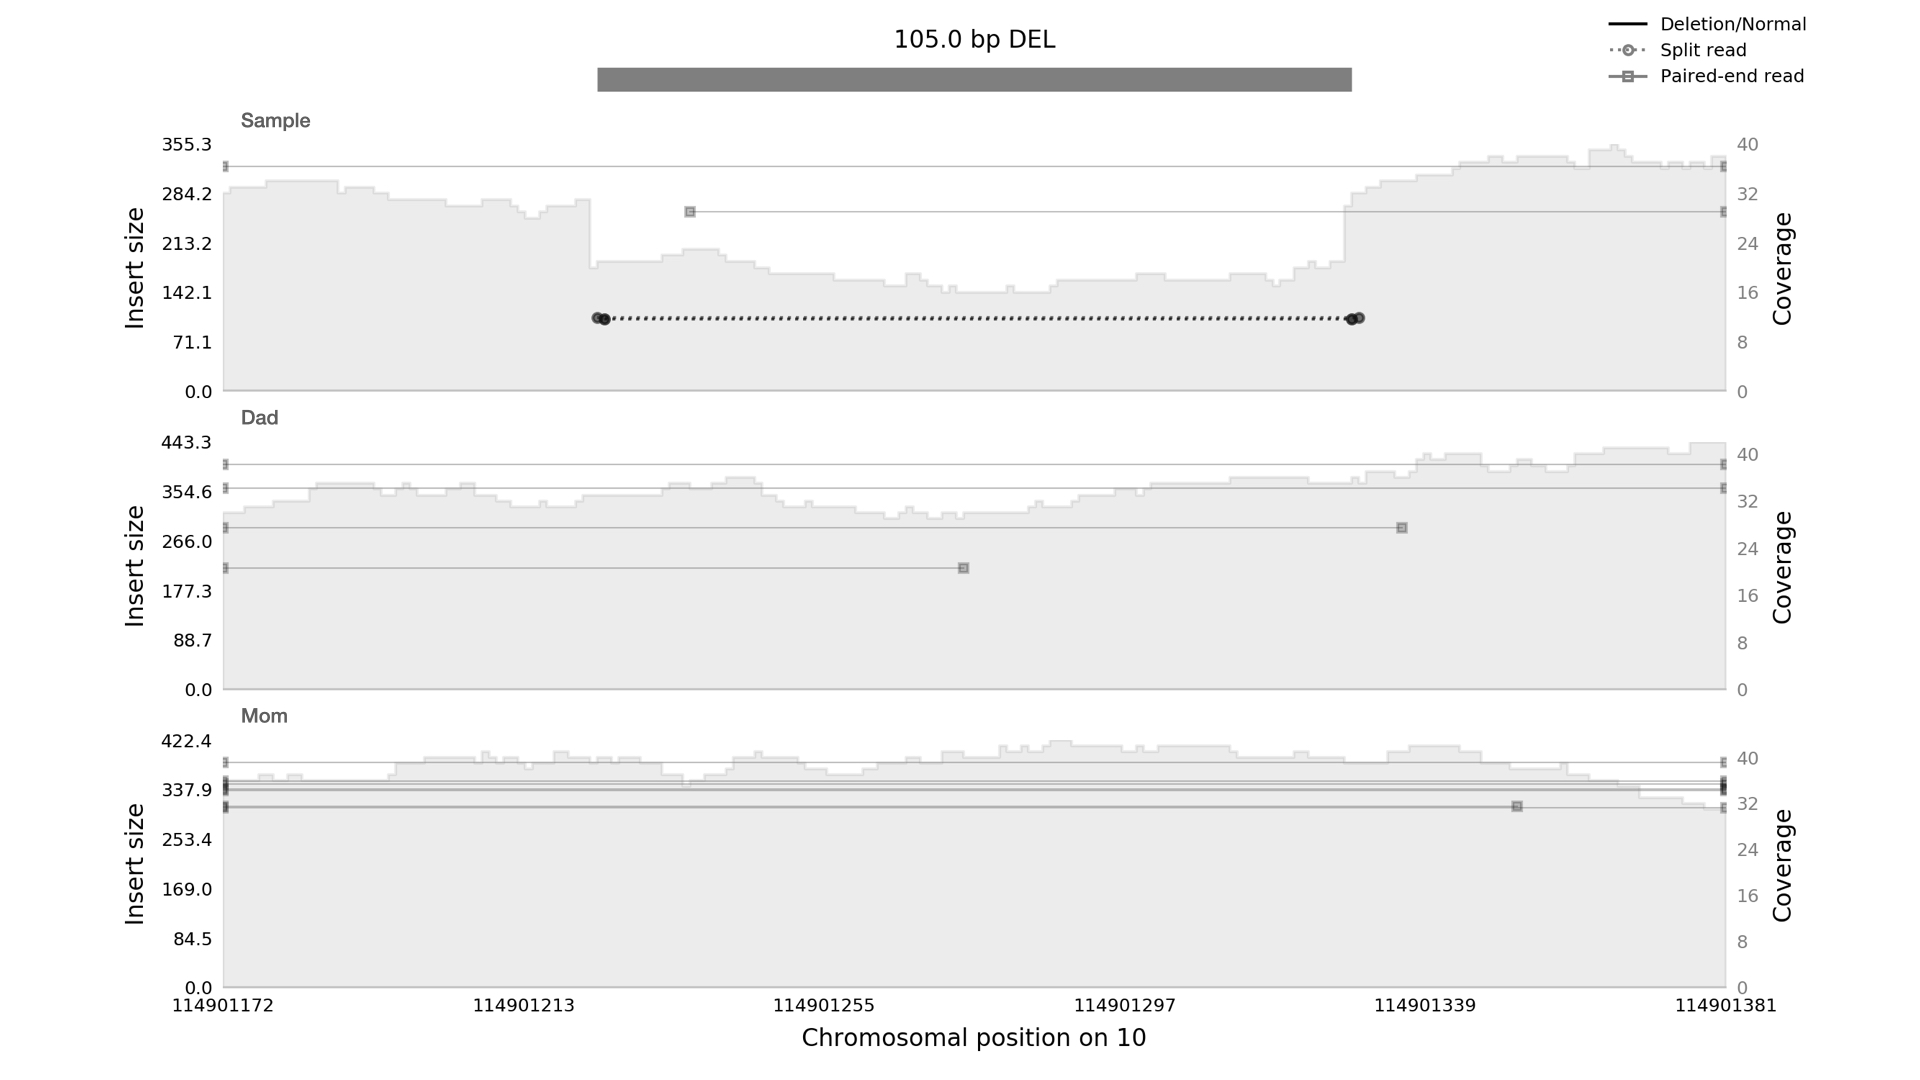 105.0 bp DEL
Deletion/Normal
Split read
Paired-end read
Sample
355.3
284.2
213.2
142.1
71.1
0.0
Insert size
40
32
24
16
8
0
Coverage
Dad
443.3
354.6
266.0
177.3
88.7
0.0
Insert size
40
32
24
16
8
0
Coverage
Mom
422.4
337.9
253.4
169.0
84.5
0.0
Insert size
40
32
24
16
8
0
Coverage
114901172 114901213 114901255 114901297 114901339 114901381
Chromosomal position on 10